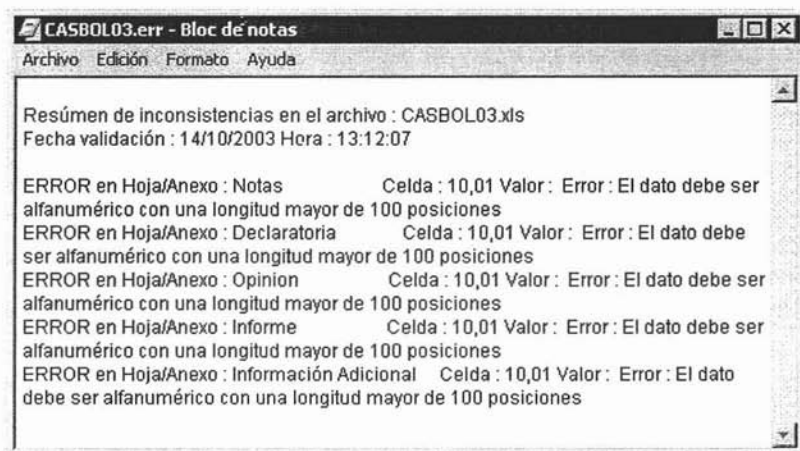 CASBOL03.err - Bloc de notas
Archivo Edición Formato Ayuda
Resúmen de inconsistencias en el archivo : CASBOL03.xls
Fecha validación : 14/10/2003 Hora : 13:12:07
ERROR en Hoja/Anexo : Notas Celda : 10,01 Valor : Error : El dato debe ser
alfanumérico con una longitud mayor de 100 posiciones
ERROR en Hoja/Anexo : Declaratoria Celda : 10,01 Valor : Error : El dato debe
ser alfanumérico con una longitud mayor de 100 posiciones
ERROR en Hoja/Anexo : Opinion Celda : 10,01 Valor : Error : El dato debe ser
alfanumérico con una longitud mayor de 100 posiciones
ERROR en Hoja/Anexo : Informe Celda : 10,01 Valor : Error : El dato debe ser
alfanumérico con una longitud mayor de 100 posiciones
ERROR en Hoja/Anexo : Información Adicional Celda : 10,01 Valor : Error : El dato
debe ser alfanumérico con una longitud mayor de 100 posiciones